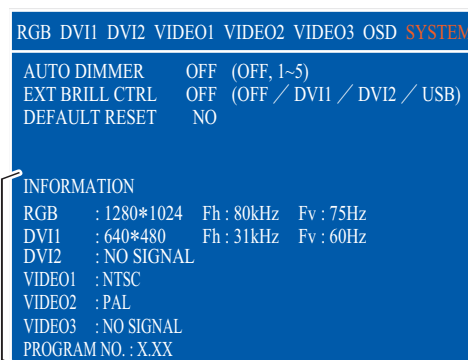 RGB DVI1 DVI2 VIDEO1 VIDEO2 VIDEO3 OSD SYSTEM
AUTO DIMMER OFF (OFF, 1~5)
EXT BRILL CTRL OFF (OFF / DVI1 / DVI2 / USB)
DEFAULT RESET NO
INFORMATION
RGB : 1280*1024 Fh : 80kHz Fv : 75Hz
DVI1 : 640*480 Fh : 31kHz Fv : 60Hz
DVI2 : NO SIGNAL
VIDEO1 : NTSC
VIDEO2 : PAL
VIDEO3 : NO SIGNAL
PROGRAM NO. : X.XX